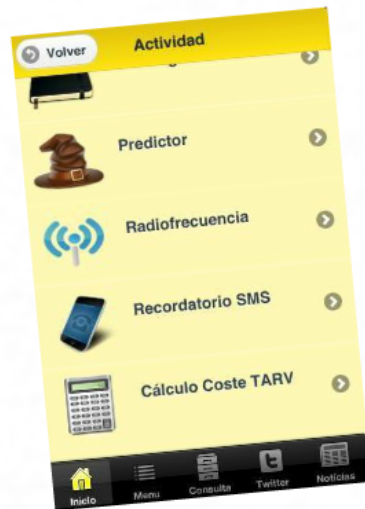 Volver
Actividad
Predictor
Radiofrecuencia
Recordatorio SMS
Cálculo Coste TARV
Inicio
Menu
Consulta
Twitter
Noticias